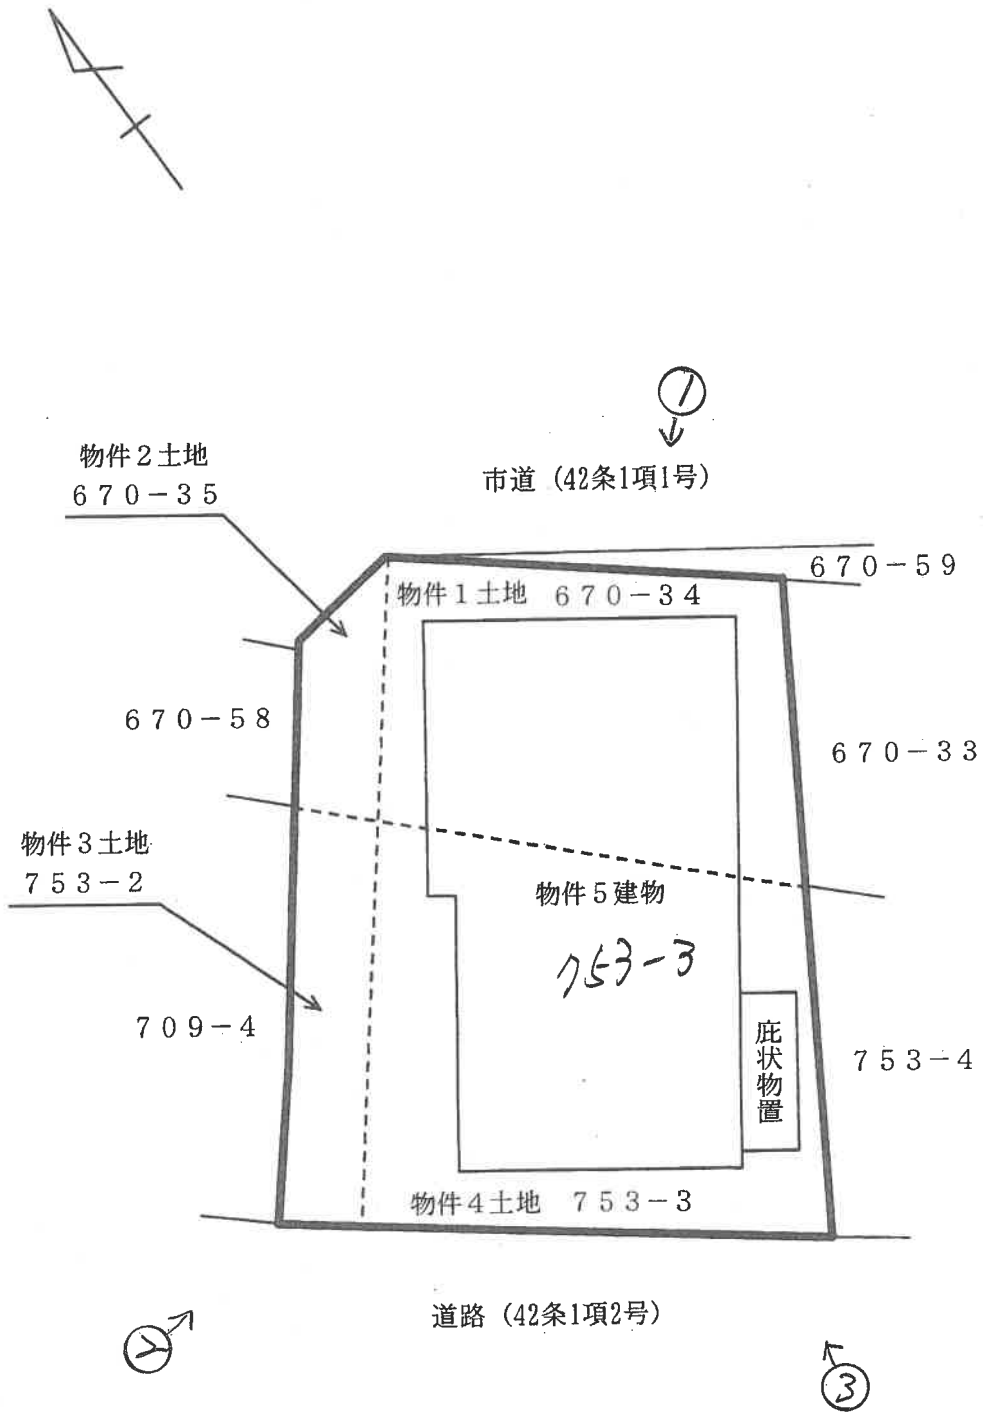 ①
市道（42条1項1号）
物件2土地
670-35
670-59
物件1土地 670-34
670-58
670-33
物件3土地
753-2
物件5建物
753-3
709-4
庇状物置
753-4
物件4土地 753-3
道路（42条1項2号）
②
③